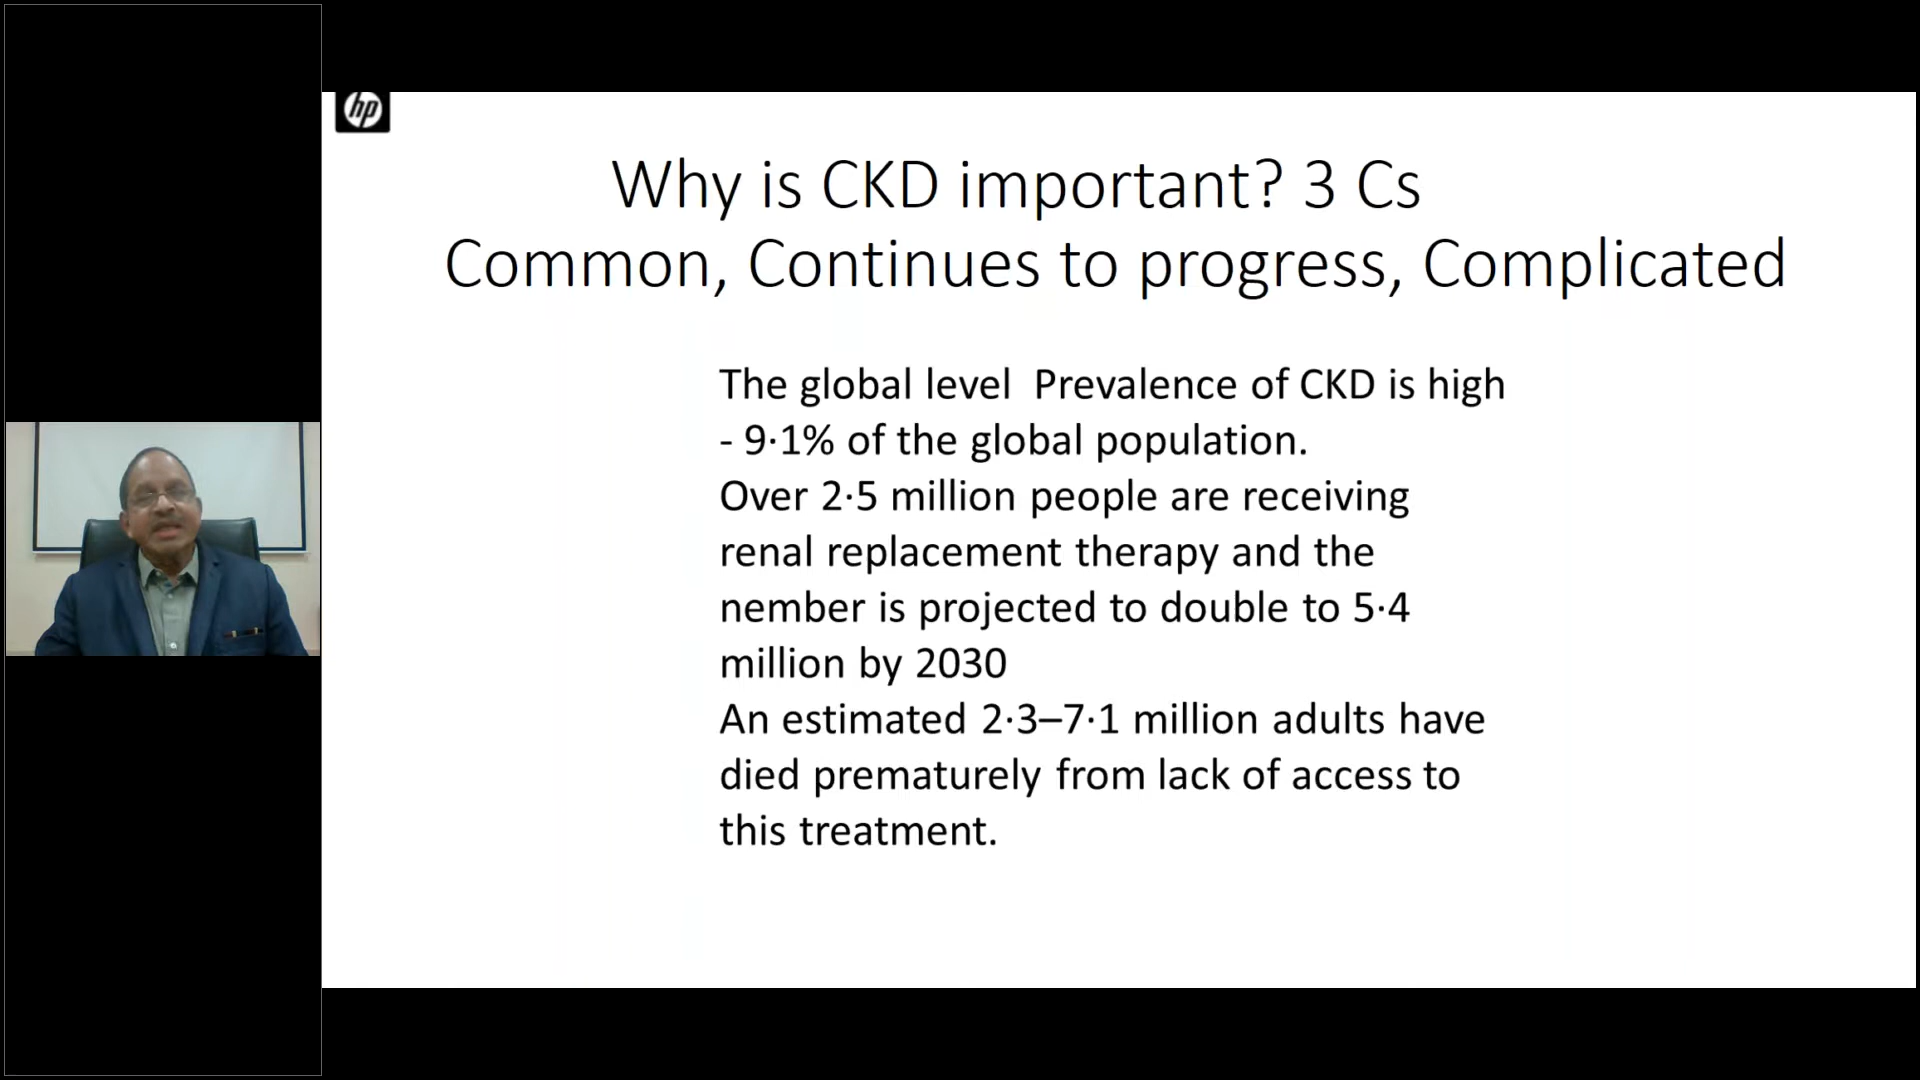 hp
Why is CKD important? 3 Cs
Common, Continues to progress, Complicated
The global level Prevalence of CKD is high
- 9·1% of the global population.
Over 2·5 million people are receiving
renal replacement therapy and the
nember is projected to double to 5·4
million by 2030
An estimated 2·3–7·1 million adults have
died prematurely from lack of access to
this treatment.